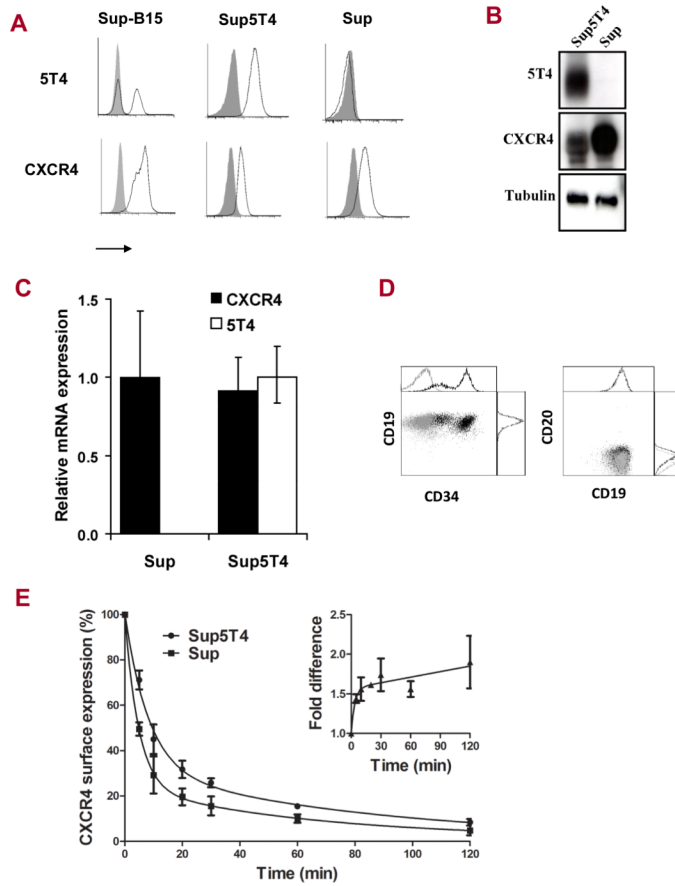 A
Sup-B15 Sup5T4 Sup
5T4
CXCR4
B
Sup5T4 Sup
5T4
CXCR4
Tubulin
C
Relative mRNA expression
1.5
1.0
0.5
0.0
CXCR4
5T4
Sup Sup5T4
D
CD19
CD34
CD20
CD19
E
CXCR4 surface expression (%)
100
80
60
40
20
0
Sup5T4
Sup
0 20 40 60 80 100 120
Time (min)
Fold difference
2.5
2.0
1.5
1.0
0 30 60 90 120
Time (min)